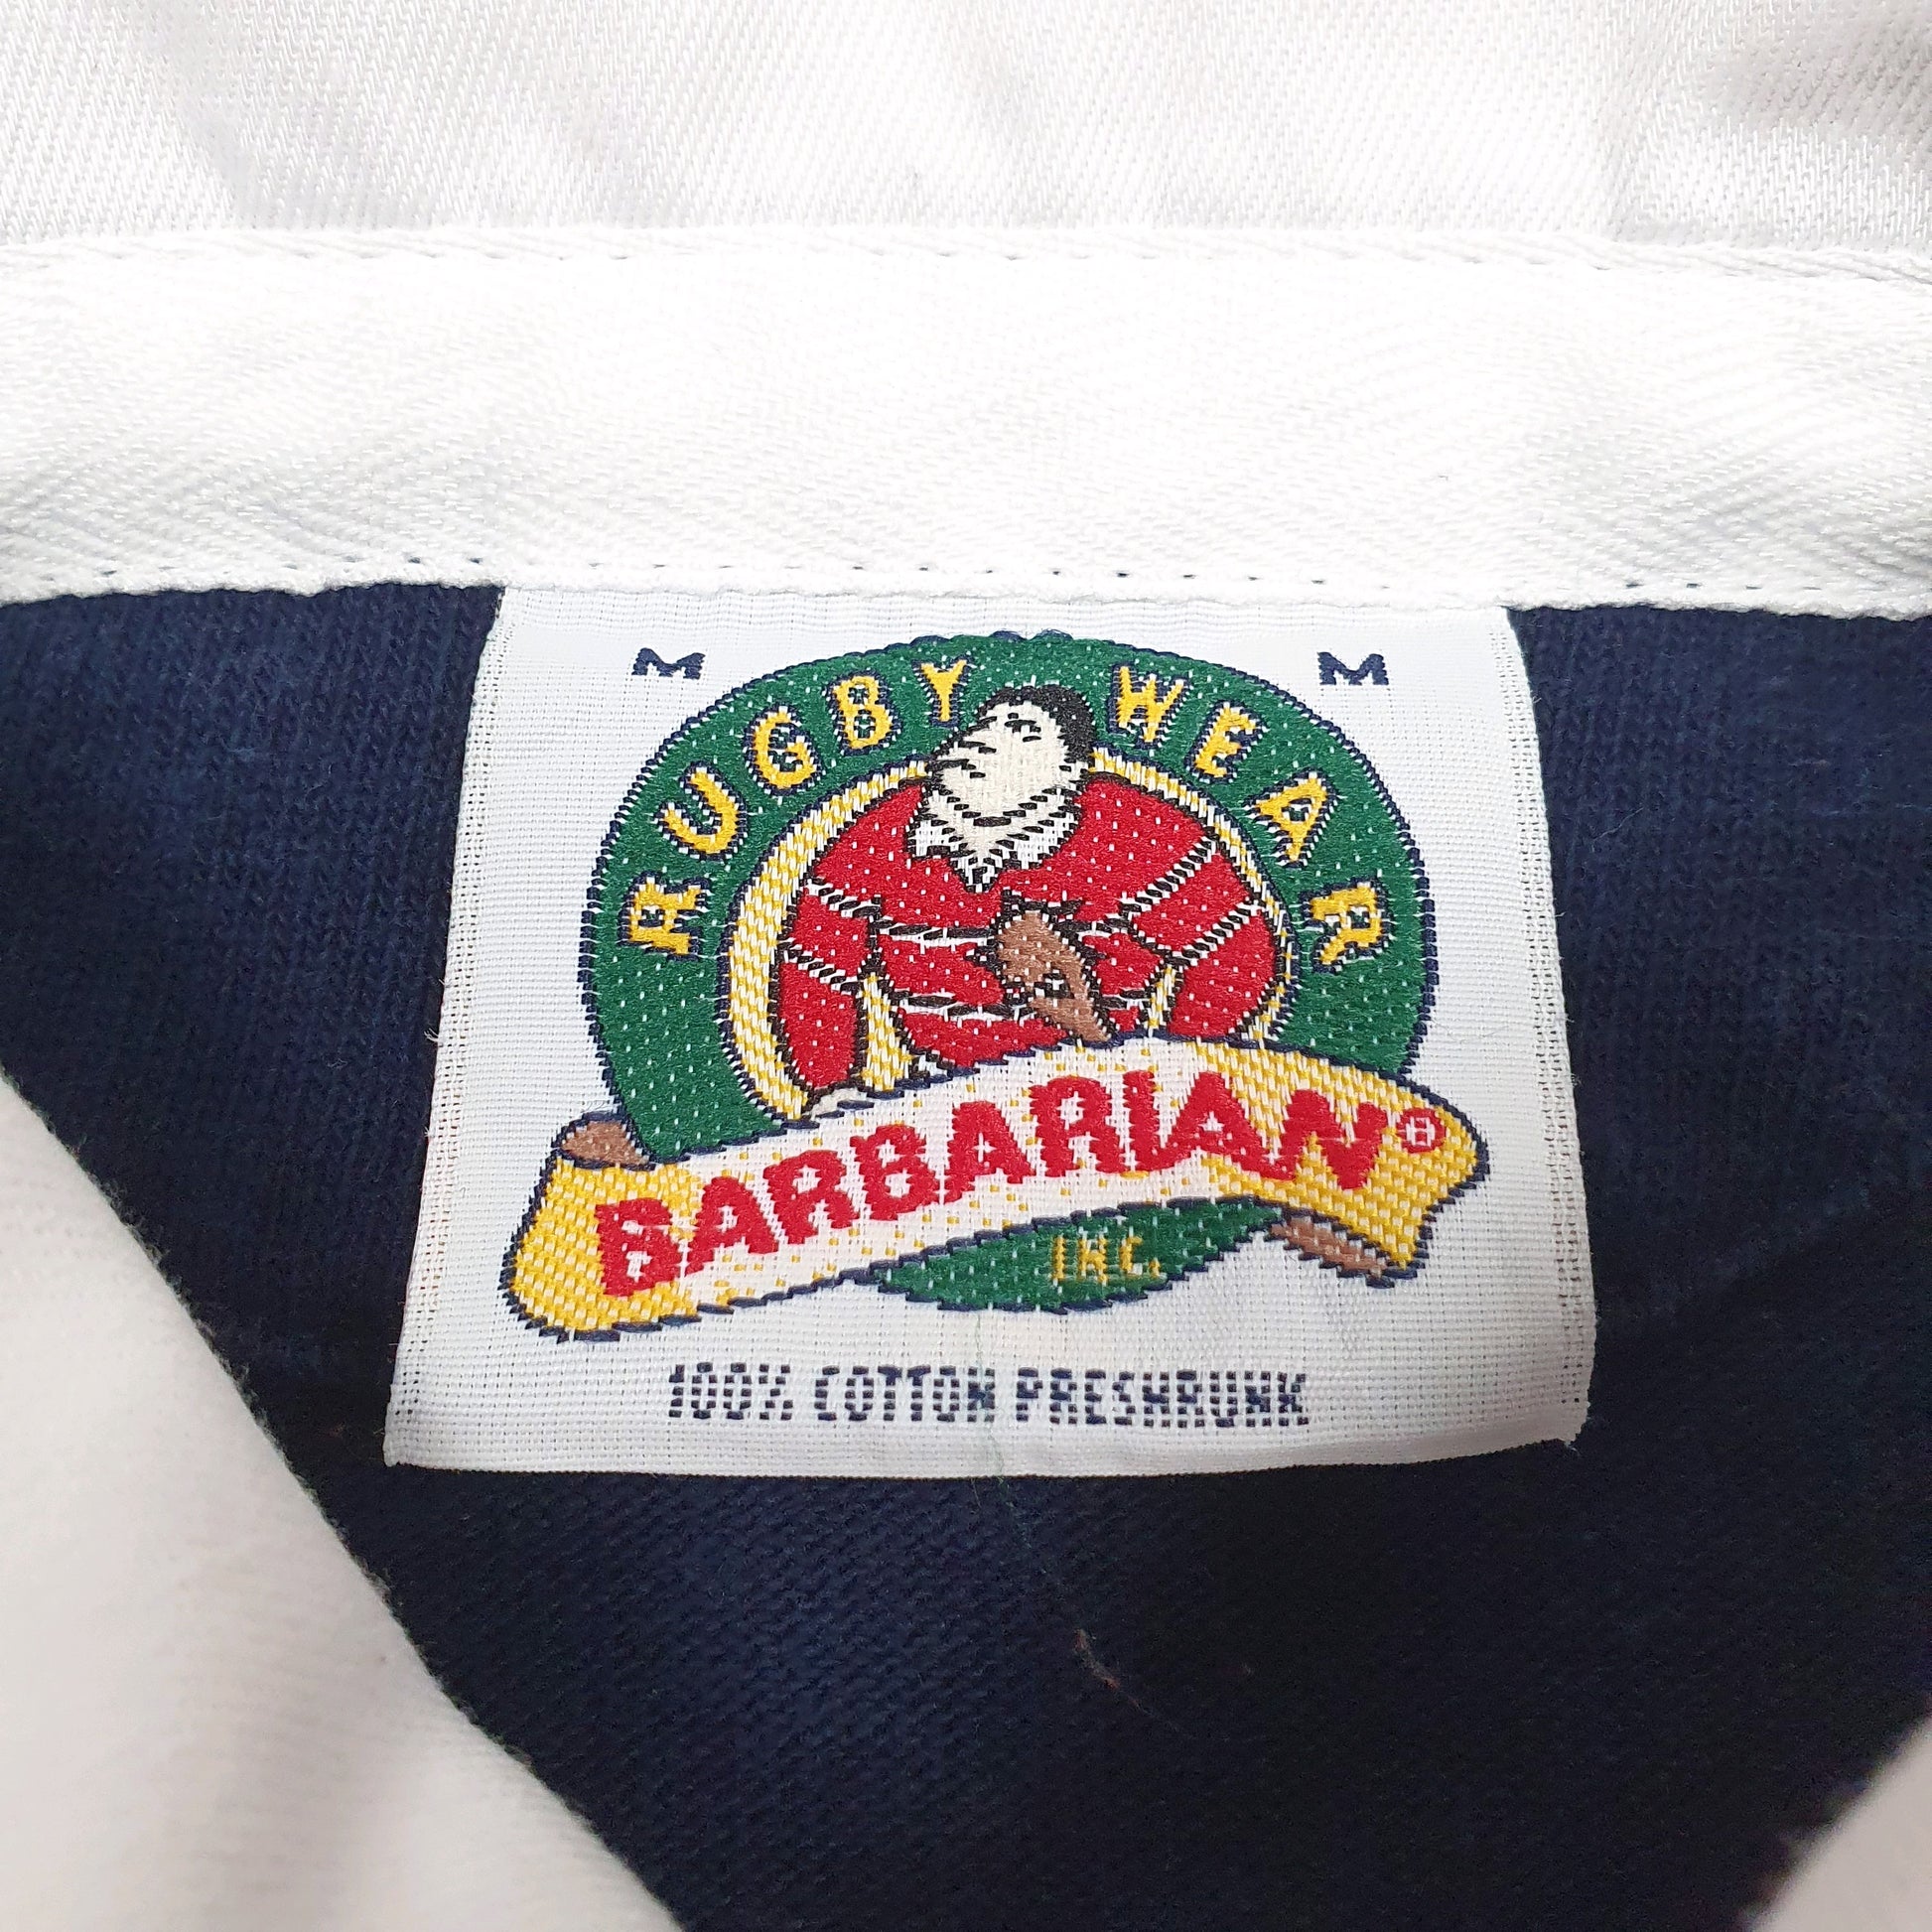 M M
RUGBY WEAR
BARBARIAN®
INC.
100% COTTON PRESHRUNK